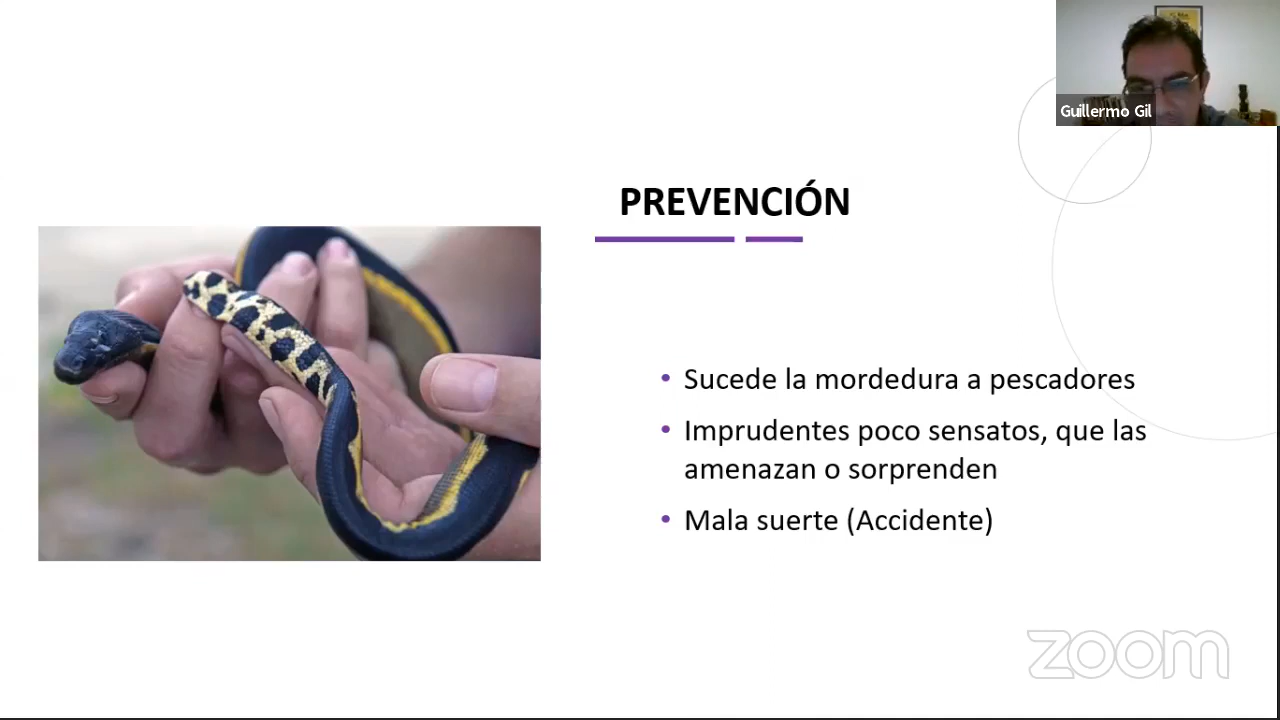 Guillermo Gil
PREVENCIÓN
• Sucede la mordedura a pescadores
• Imprudentes poco sensatos, que las
amenazan o sorprenden
• Mala suerte (Accidente)
zoom